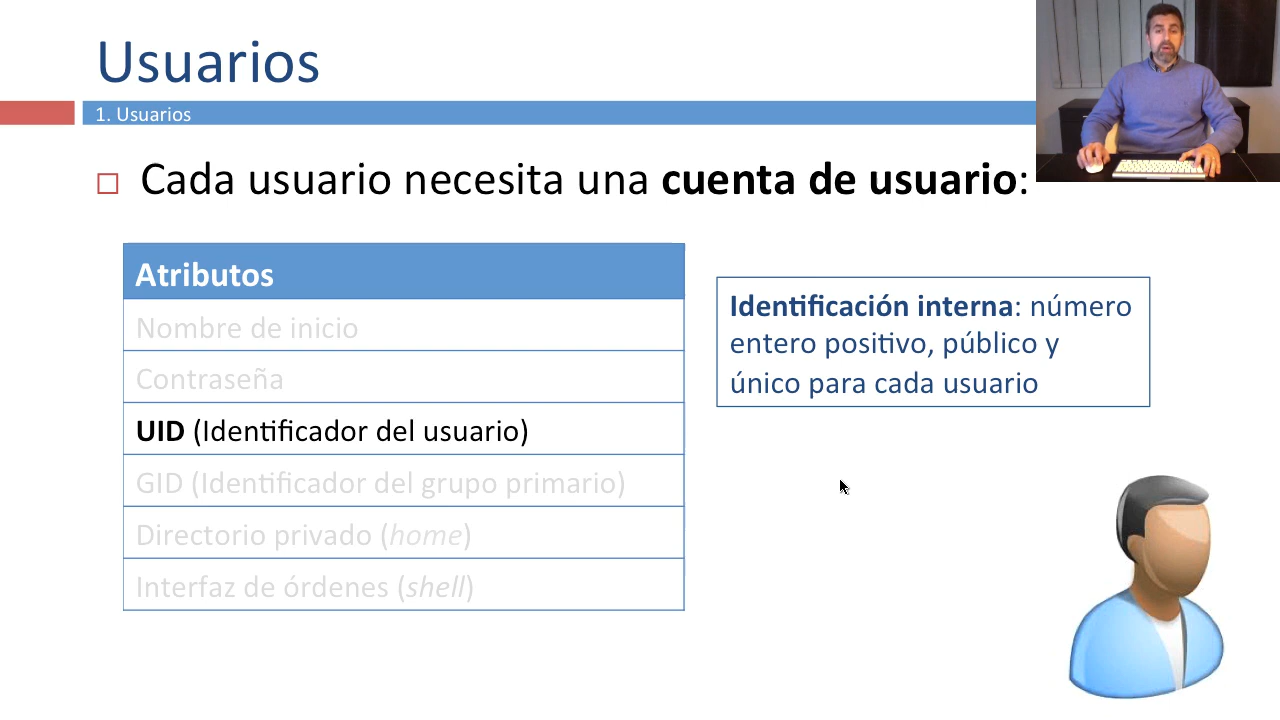 Usuarios
1. Usuarios
Cada usuario necesita una cuenta de usuario:
Atributos
Nombre de inicio
Contraseña
UID (Identificador del usuario)
GID (Identificador del grupo primario)
Directorio privado (home)
Interfaz de órdenes (shell)
Identificación interna: número
entero positivo, público y
único para cada usuario